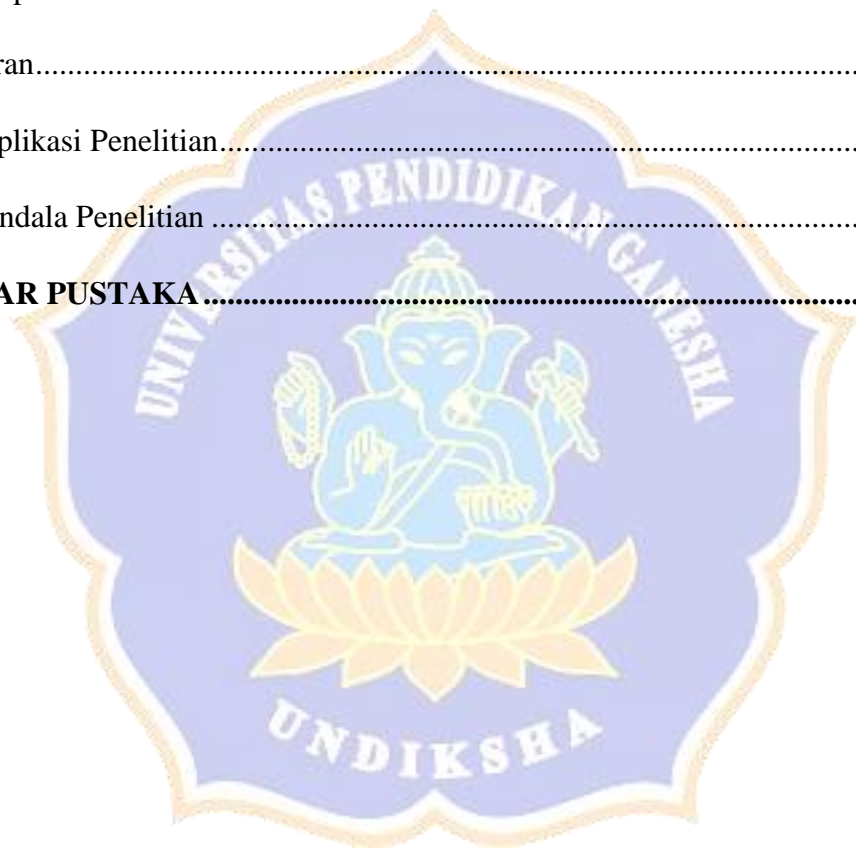 ran...........................................................................................................
plikasi Penelitian...............................................................................
ndala Penelitian ................................................................................
AR PUSTAKA.................................................................................
UNIVERSITAS PENDIDIKAN GANESHA
UNDIKSHA